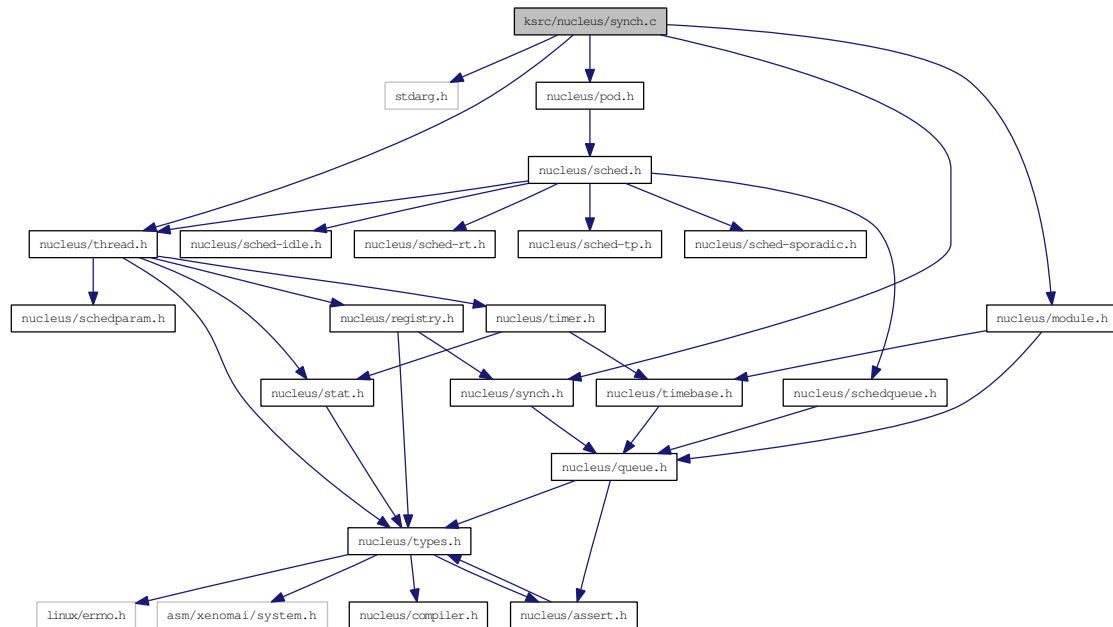 ksrc/nucleus/synch.c
stdarg.h
nucleus/pod.h
nucleus/sched.h
nucleus/thread.h
nucleus/sched-idle.h
nucleus/sched-rt.h
nucleus/sched-tp.h
nucleus/sched-sporadic.h
nucleus/schedparam.h
nucleus/registry.h
nucleus/timer.h
nucleus/module.h
nucleus/stat.h
nucleus/synch.h
nucleus/timebase.h
nucleus/schedqueue.h
nucleus/queue.h
nucleus/types.h
linux/errno.h
asm/xenomai/system.h
nucleus/compiler.h
nucleus/assert.h